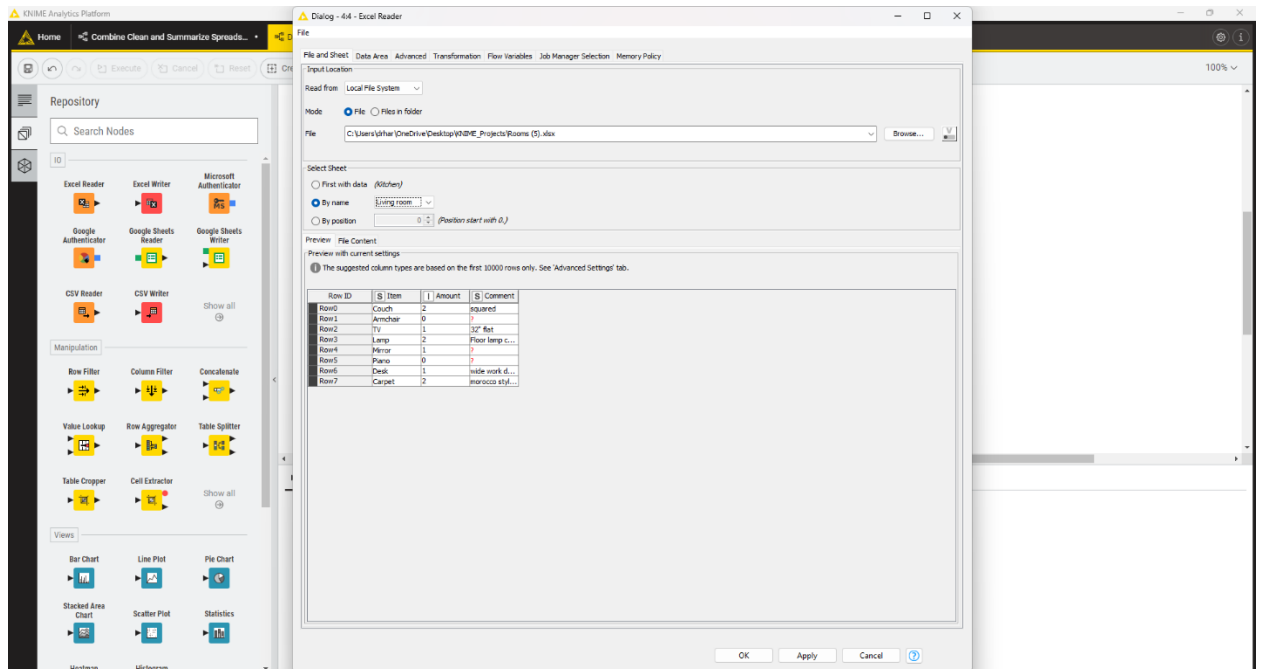 KNIME Analytics Platform
Home
Combine Clean and Summarize Spreads...
Execute
Cancel
Reset
100%
Repository
Search Nodes
IO
Excel Reader
Excel Writer
Microsoft
Authenticator
Google
Authenticator
Google Sheets
Reader
Google Sheets
Writer
CSV Reader
CSV Writer
Show all
Manipulation
Row Filter
Column Filter
Concatenate
Value Lookup
Row Aggregator
Table Splitter
Table Cropper
Cell Extractor
Show all
Views
Bar Chart
Line Plot
Pie Chart
Stacked Area
Chart
Scatter Plot
Statistics
Heatmap
Histogram
Dialog - 4:4 - Excel Reader
File
File and Sheet Data Area Advanced Transformation Flow Variables Job Manager Selection Memory Policy
Input Location
Read from Local File System
Mode File Files in folder
File C:\Users\drhar\OneDrive\Desktop\KNIME_Projects\Rooms (5).xlsx Browse...
Select Sheet
First with data (Kitchen)
By name Living room
By position 0 (Position start with 0.)
Preview File Content
Preview with current settings
The suggested column types are based on the first 10000 rows only. See 'Advanced Settings' tab.
Row ID S Item I Amount S Comment
Row0 Couch 2 squared
Row1 Armchair 0 ?
Row2 TV 1 32" flat
Row3 Lamp 2 Floor lamp c...
Row4 Mirror 1 ?
Row5 Piano 0 ?
Row6 Desk 1 wide work d...
Row7 Carpet 2 morocco styl...
OK Apply Cancel